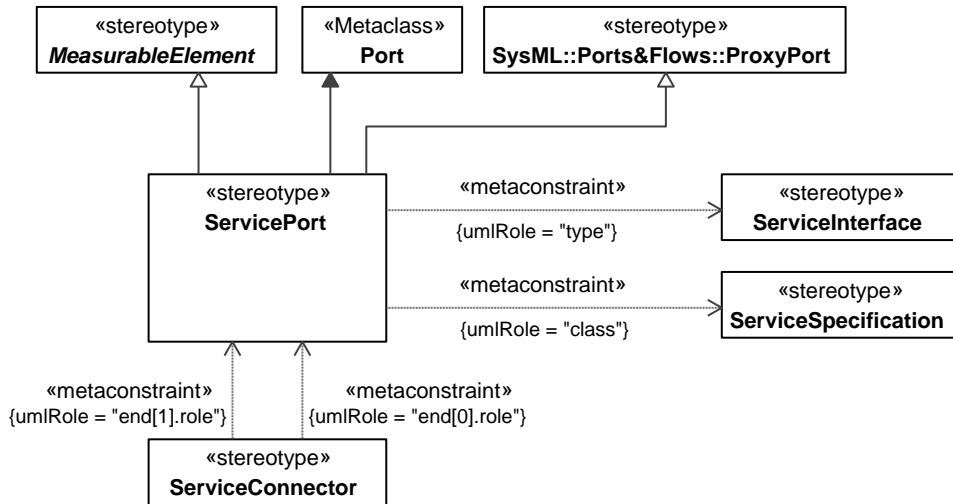 «stereotype»
MeasurableElement
«Metaclass»
Port
«stereotype»
SysML::Ports&Flows::ProxyPort
«stereotype»
ServicePort
«metaconstraint»
{umlRole = "type"}
«stereotype»
ServiceInterface
«metaconstraint»
{umlRole = "class"}
«stereotype»
ServiceSpecification
«metaconstraint»
{umlRole = "end[1].role"}
«metaconstraint»
{umlRole = "end[0].role"}
«stereotype»
ServiceConnector